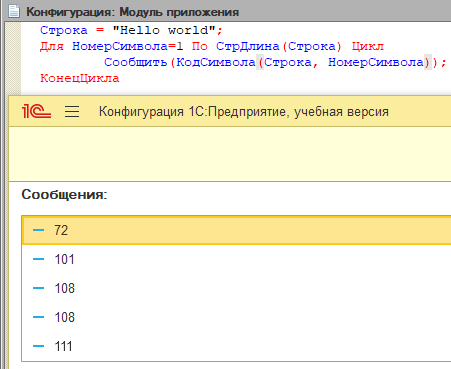 Конфигурация: Модуль приложения
Строка = "Hello world";
Для НомерСимвола=1 По СтрДлина(Строка) Цикл
Сообщить(КодСимвола(Строка, НомерСимвола));
КонецЦикла
1С Конфигурация 1С:Предприятие, учебная версия
Сообщения:
72
101
108
108
111